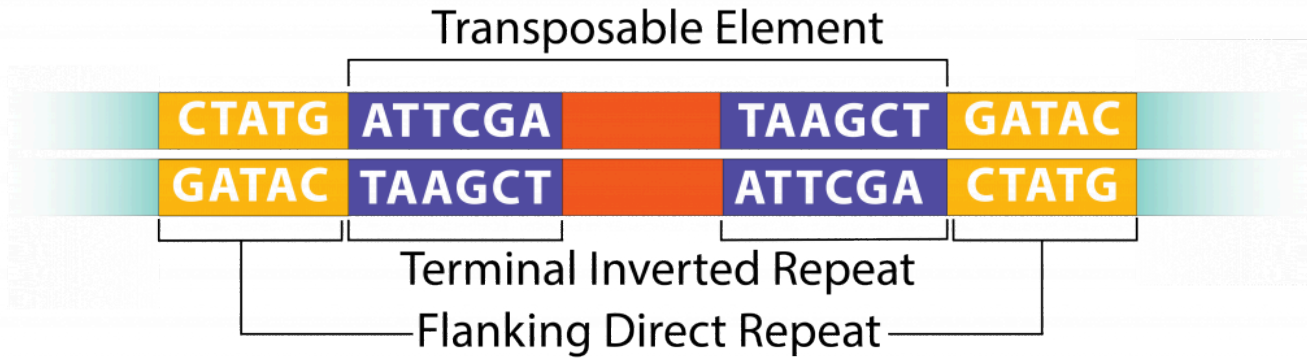 Transposable Element
CTATG ATTCGA TAAGCT GATAC
GATAC TAAGCT ATTCGA CTATG
Terminal Inverted Repeat
Flanking Direct Repeat